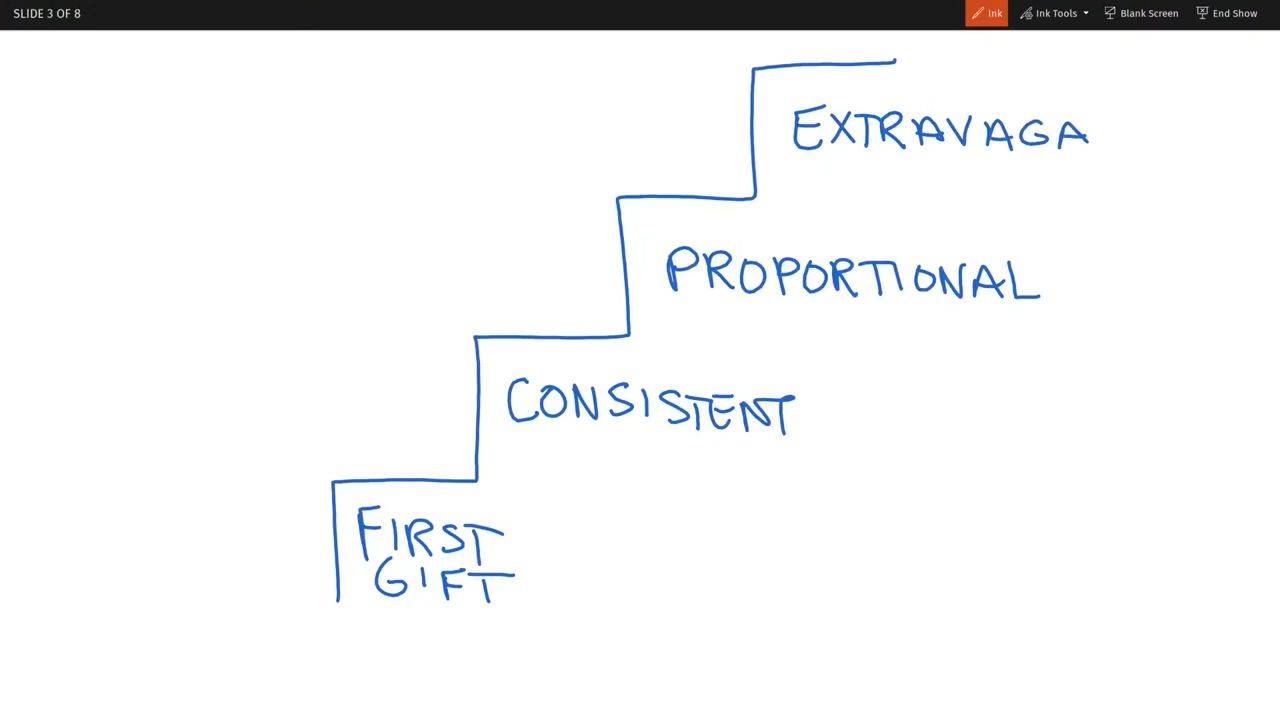 SLIDE 3 OF 8
Ink
Ink Tools
Blank Screen
End Show
EXTRAVAGA
PROPORTIONAL
CONSISTENT
FIRST
GIFT